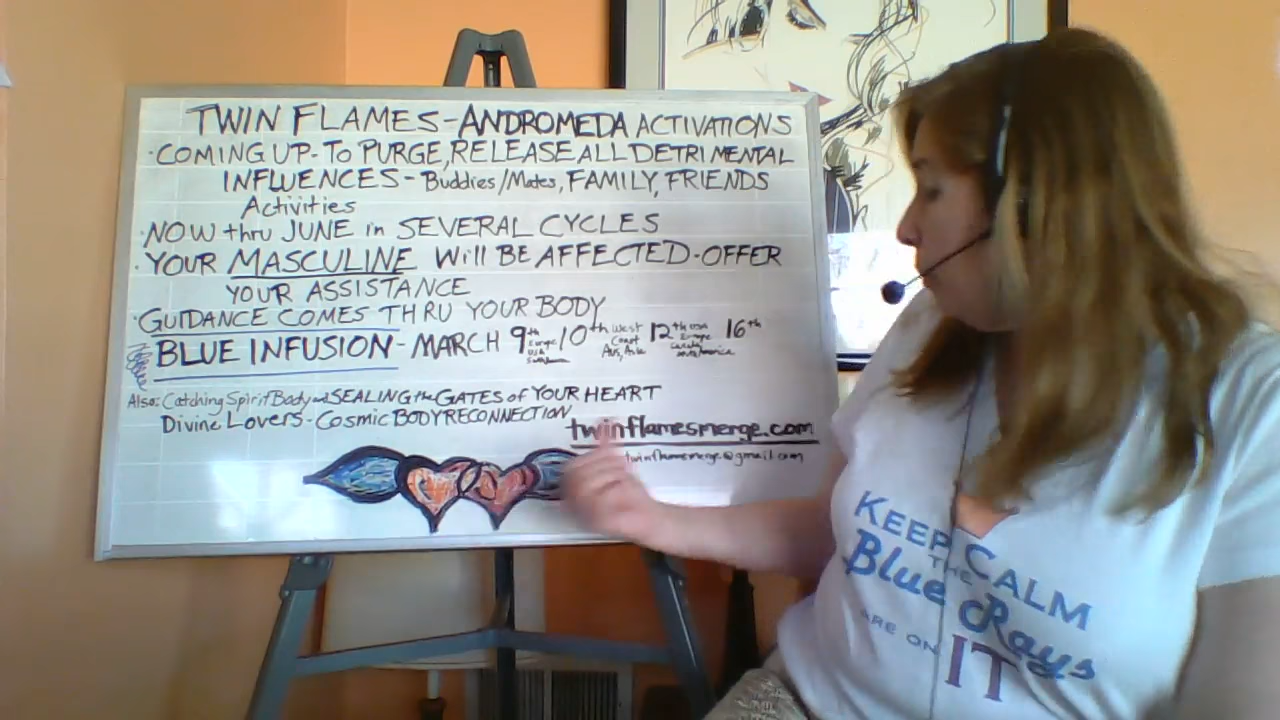 TWIN FLAMES - ANDROMEDA ACTIVATIONS
· COMING UP - TO PURGE, RELEASE ALL DETRIMENTAL
INFLUENCES - Buddies/Mates, FAMILY, FRIENDS
Activities
· NOW thru JUNE in SEVERAL CYCLES
· YOUR MASCULINE Will BE AFFECTED - OFFER
YOUR ASSISTANCE
· GUIDANCE COMES THRU YOUR BODY
BLUE INFUSION - MARCH 9th Europe USA 10th West Coast Aus, Asia 12th USA Europe 16th
Also: Catching Spirit Body and SEALING the GATES of YOUR HEART
Divine Lovers - Cosmic BODY RECONNECTION
twinflamesmerge.com
twinflamesmerge@gmail.com
KEEP CALM
THE
Blue Rays
ARE ON
IT